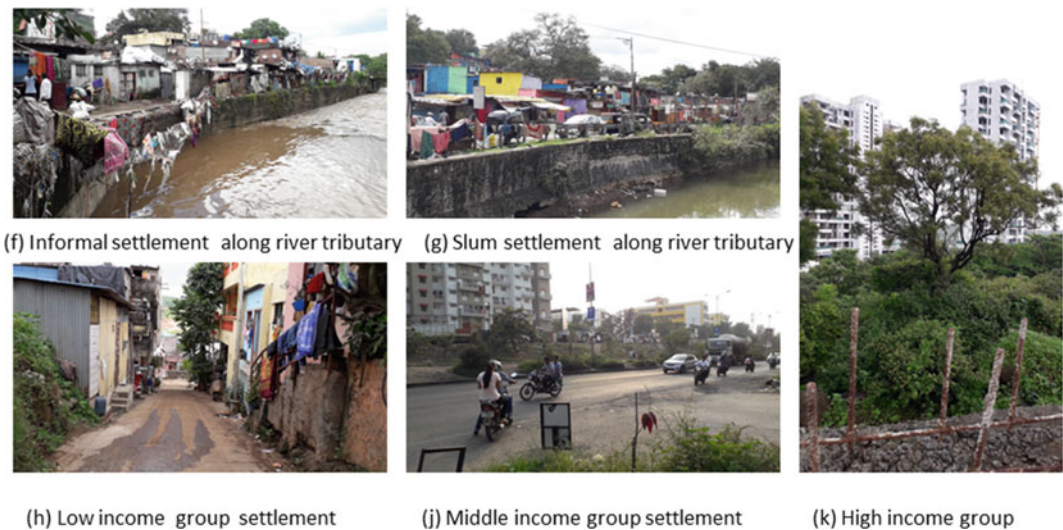 (f) Informal settlement along river tributary
(g) Slum settlement along river tributary
(h) Low income group settlement
(j) Middle income group settlement
(k) High income group